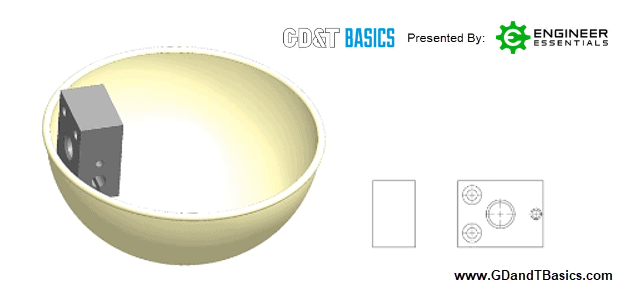 GD&T BASICS Presented By: ENGINEER
ESSENTIALS
www.GDandTBasics.com